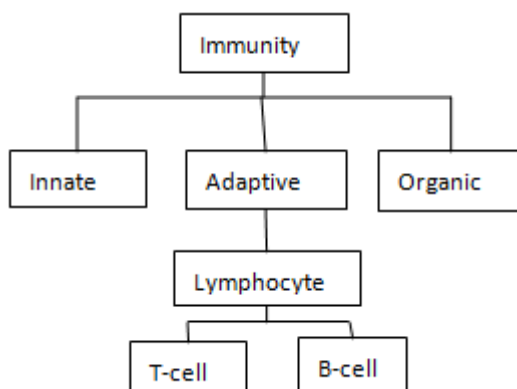 Immunity
Innate
Adaptive
Organic
Lymphocyte
T-cell
B-cell